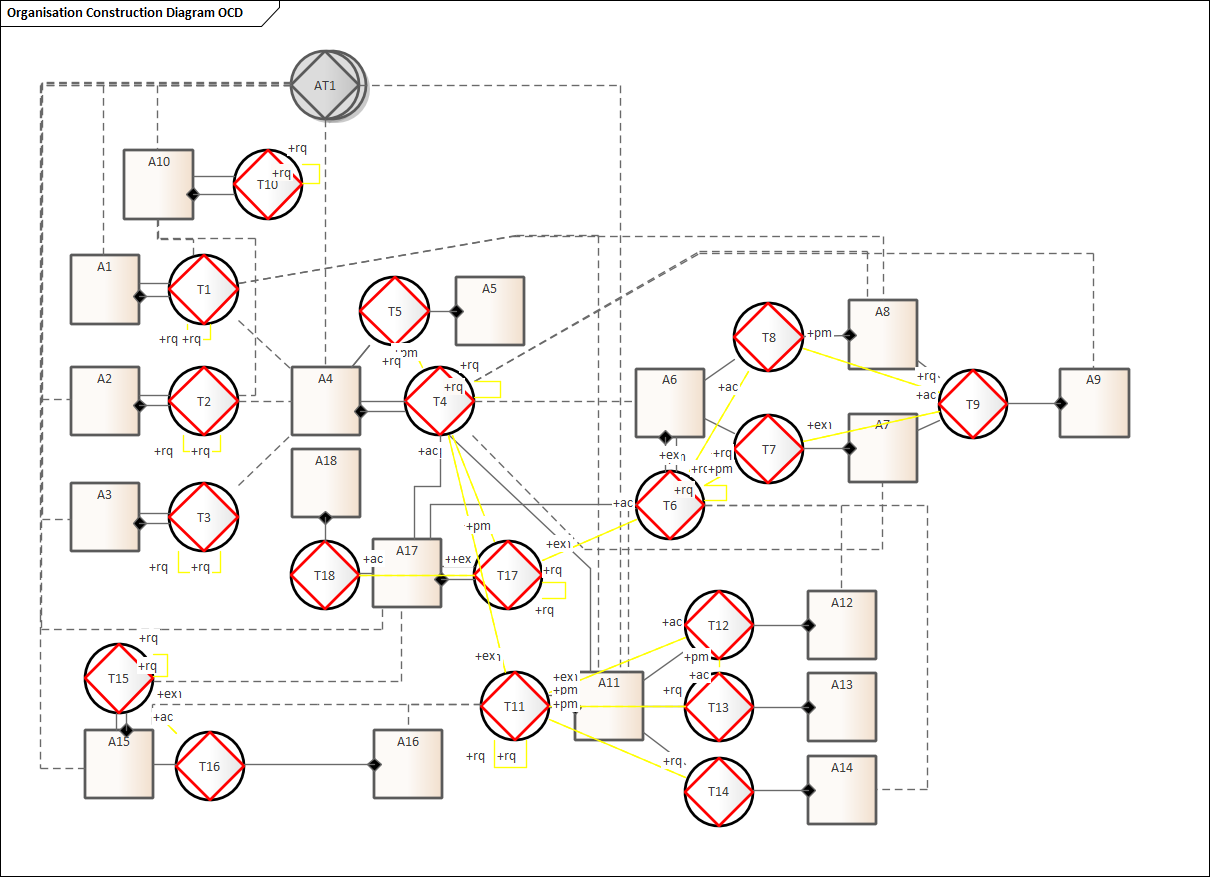 Organisation Construction Diagram OCD
AT1
+rq
A10
+rq
T10
A1
T1
A5
T5
A8
T8
+pm
+rq +rq
+rq
+rq
A2
T2
A4
+rq
T4
A6
+ac
+rq
+ac
T9
A9
+rq
+rq
+ac
A18
+ex
+rq
T7
+ex
A7
+pm
A3
T3
+rq
T6
+ac
+pm
+rq
+rq
T18
+ac
A17
+ex
T17
+ex
+rq
+rq
A12
T12
+ac
+rq
+rq
T15
+ex
+ex
+pm
+ac
A11
+ex
+pm
+pm
+rq
T13
A13
T11
+ac
A15
T16
A16
+rq
+rq
+rq
T14
A14